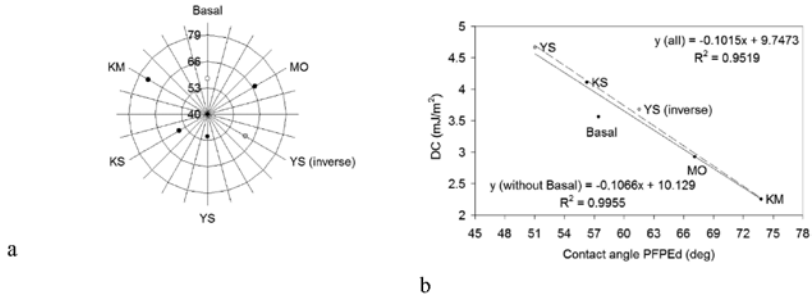 Basal
79
66
53
40
KM
MO
KS
YS (inverse)
YS
a
5
4.5
4
3.5
3
2.5
2
DC (mJ/m²)
YS
KS
YS (inverse)
Basal
MO
KM
y (all) = -0.1015x + 9.7473
R² = 0.9519
y (without Basal) = -0.1066x + 10.129
R² = 0.9955
45 48 51 54 57 60 63 66 69 72 75 78
Contact angle PFPEd (deg)
b